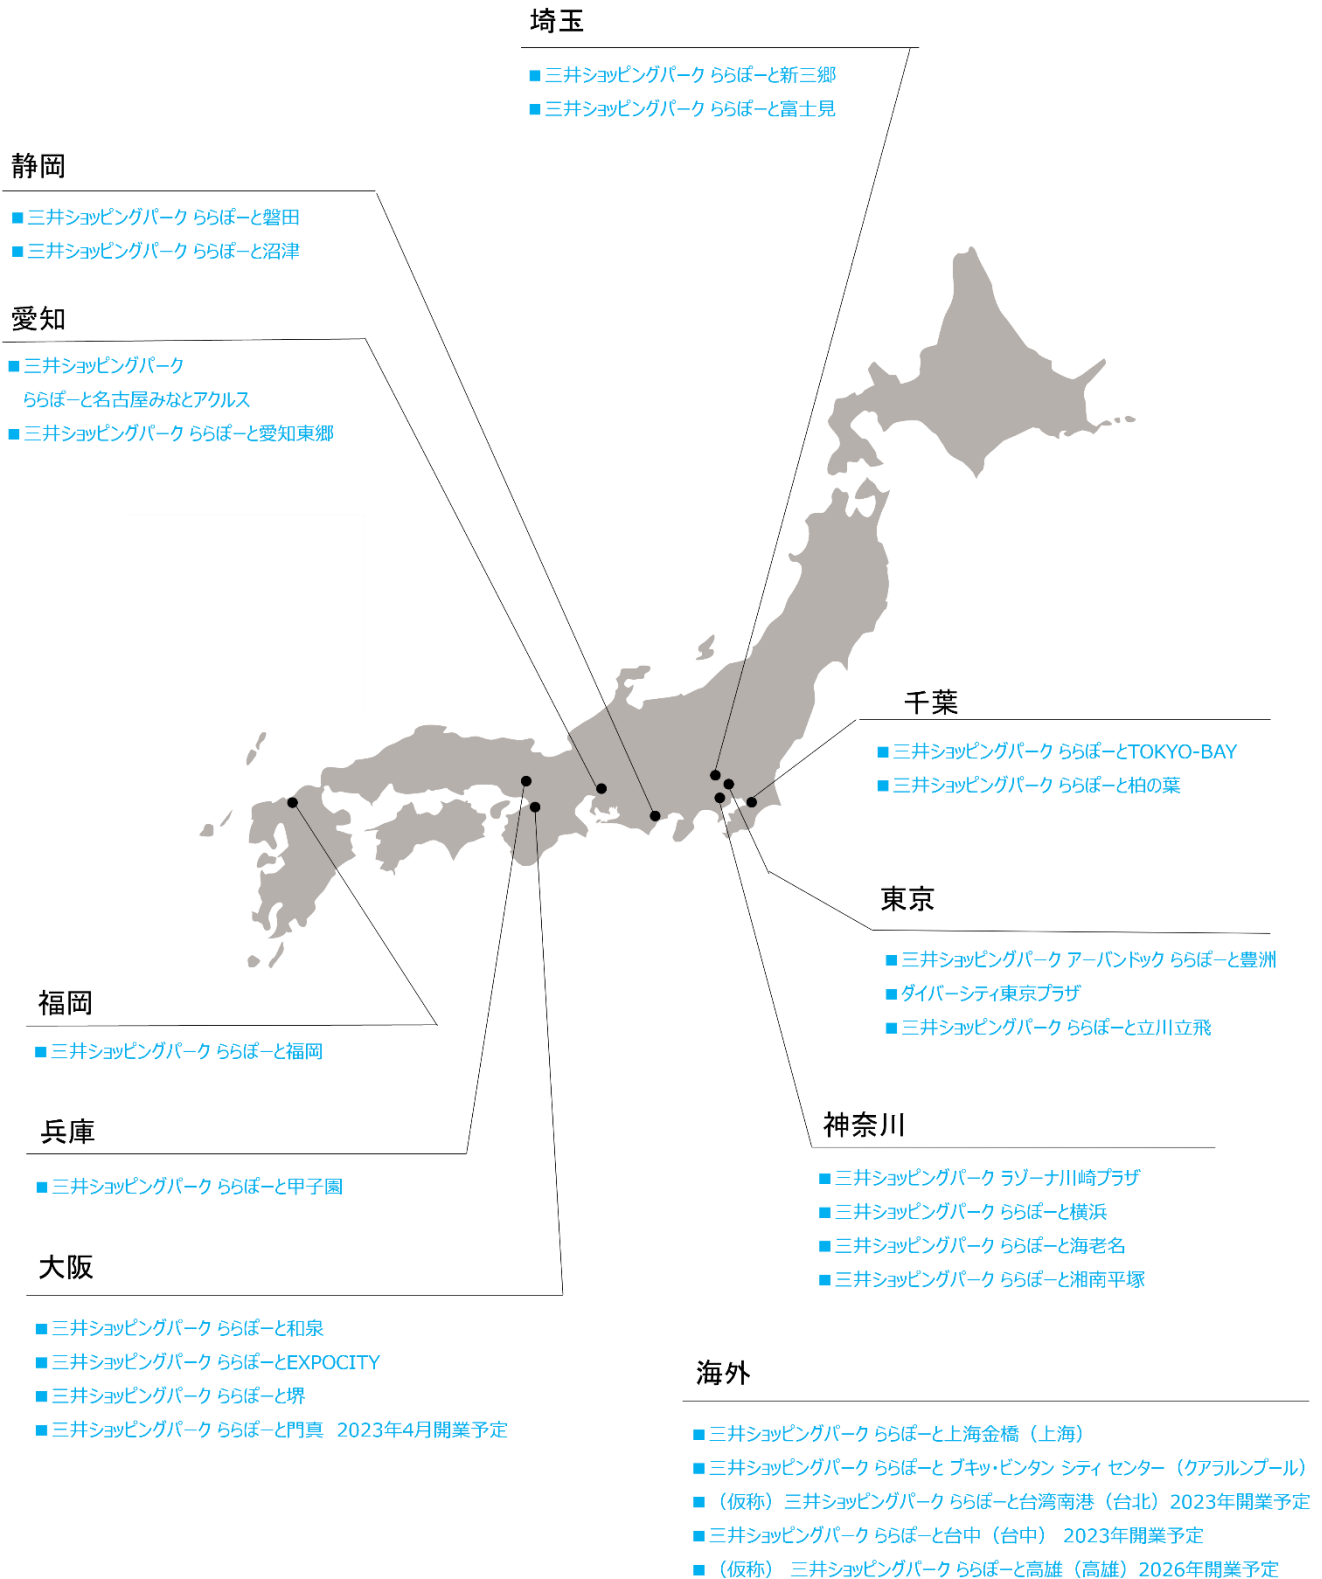 埼玉
■三井ショッピングパーク ららぽーと新三郷
■三井ショッピングパーク ららぽーと富士見
静岡
■三井ショッピングパーク ららぽーと磐田
■三井ショッピングパーク ららぽーと沼津
愛知
■三井ショッピングパーク
ららぽーと名古屋みなとアクルス
■三井ショッピングパーク ららぽーと愛知東郷
千葉
■三井ショッピングパーク ららぽーとTOKYO-BAY
■三井ショッピングパーク ららぽーと柏の葉
東京
■三井ショッピングパーク アーバンドック ららぽーと豊洲
■ダイバーシティ東京プラザ
■三井ショッピングパーク ららぽーと立川立飛
福岡
■三井ショッピングパーク ららぽーと福岡
兵庫
■三井ショッピングパーク ららぽーと甲子園
神奈川
■三井ショッピングパーク ラゾーナ川崎プラザ
■三井ショッピングパーク ららぽーと横浜
■三井ショッピングパーク ららぽーと海老名
■三井ショッピングパーク ららぽーと湘南平塚
大阪
■三井ショッピングパーク ららぽーと和泉
■三井ショッピングパーク ららぽーとEXPOCITY
■三井ショッピングパーク ららぽーと堺
■三井ショッピングパーク ららぽーと門真 2023年4月開業予定
海外
■三井ショッピングパーク ららぽーと上海金橋（上海）
■三井ショッピングパーク ららぽーと ブキッ・ビンタン シティ センター（クアラルンプール）
■（仮称）三井ショッピングパーク ららぽーと台湾南港（台北）2023年開業予定
■三井ショッピングパーク ららぽーと台中（台中） 2023年開業予定
■（仮称） 三井ショッピングパーク ららぽーと高雄（高雄）2026年開業予定